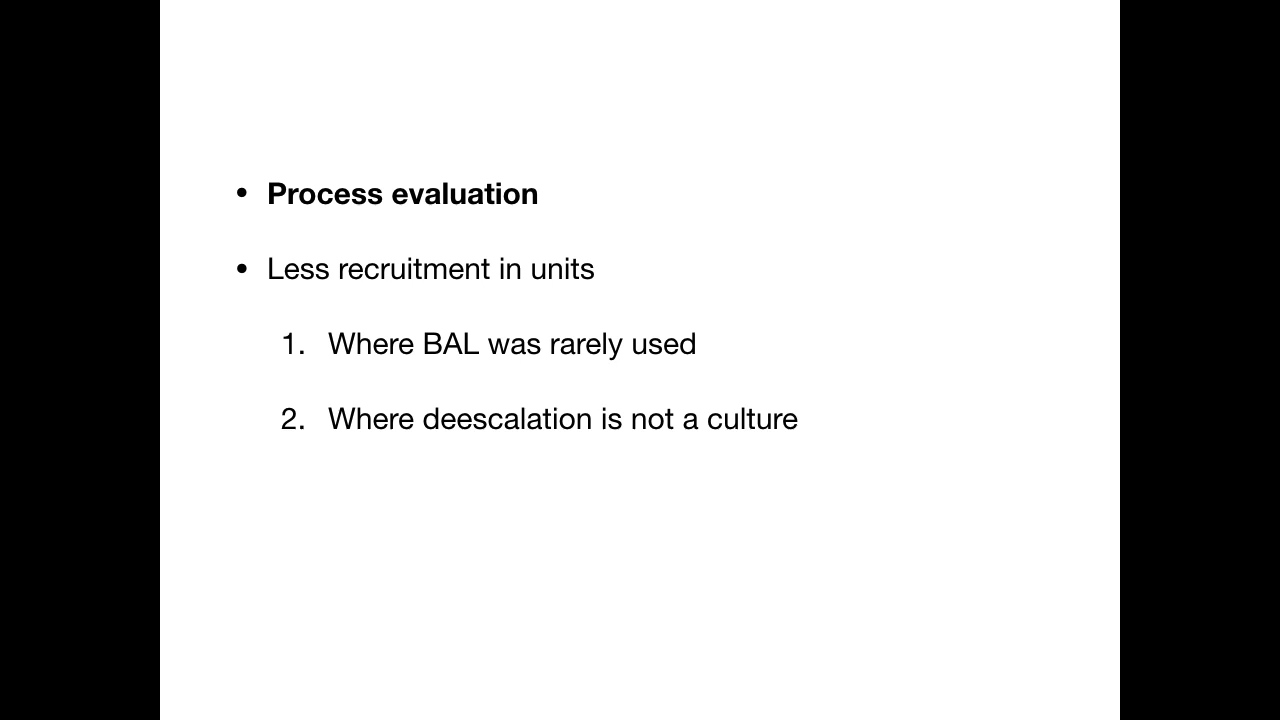 • Process evaluation
• Less recruitment in units
1. Where BAL was rarely used
2. Where deescalation is not a culture